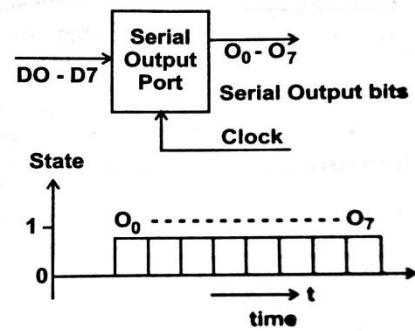 Serial
Output
Port
DO - D7
O₀ - O₇
Serial Output bits
Clock
State
1
O₀ ---------------- O₇
0
t
time